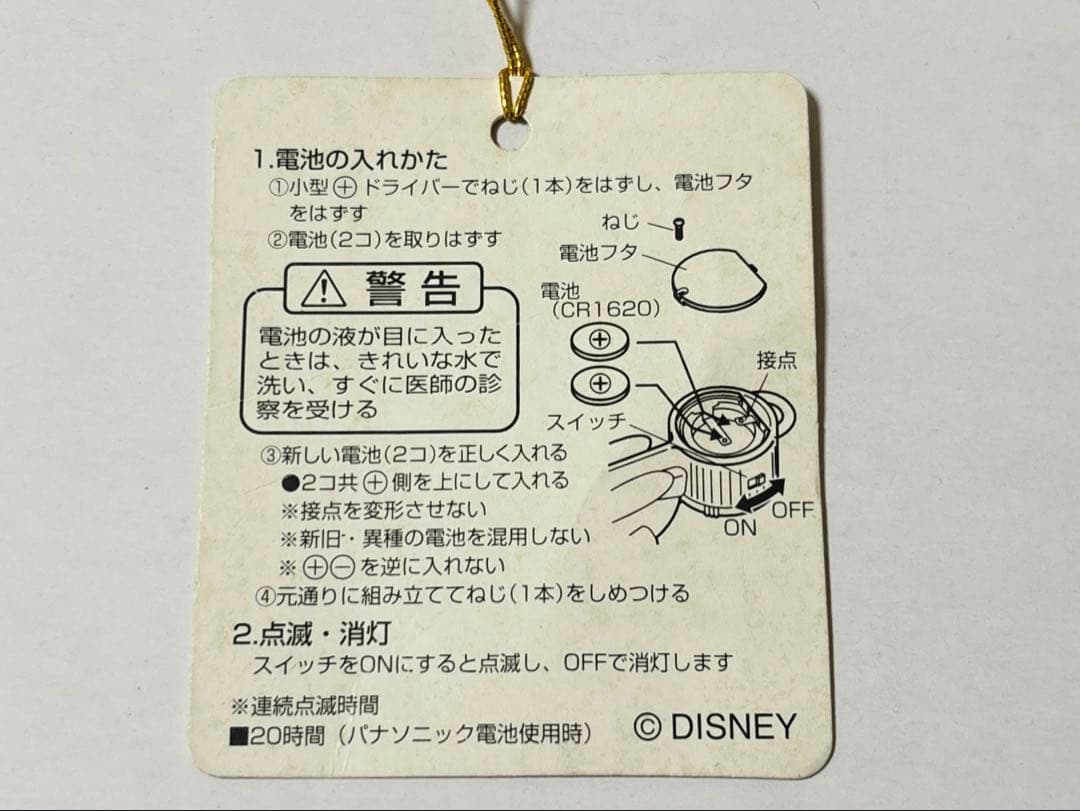 1.電池の入れかた
①小型⊕ドライバーでねじ(1本)をはずし、電池フタ
をはずす
②電池(2コ)を取りはずす
ねじ
電池フタ
電池
(CR1620)
⚠ 警告
電池の液が目に入った
ときは、きれいな水で
洗い、すぐに医師の診
察を受ける
接点
スイッチ
ON
OFF
③新しい電池(2コ)を正しく入れる
●2コ共⊕側を上にして入れる
※接点を変形させない
※新旧・異種の電池を混用しない
※⊕⊖を逆に入れない
④元通りに組み立ててねじ(1本)をしめつける
2.点滅・消灯
スイッチをONにすると点滅し、OFFで消灯します
※連続点滅時間
■20時間(パナソニック電池使用時)
© DISNEY